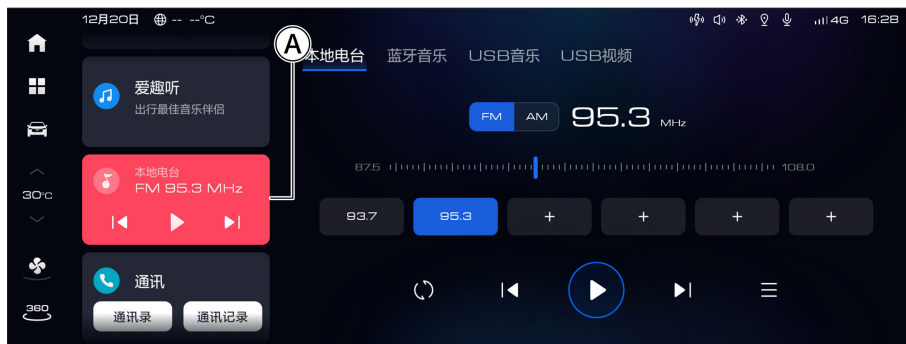 12月20日 -- --°C 4G 16:28
A
本地电台 蓝牙音乐 USB音乐 USB视频
爱趣听
出行最佳音乐伴侣
FM AM 95.3 MHz
87.5 108.0
本地电台
FM 95.3 MHz
30°C
93.7 95.3 + + + +
通讯
通讯录 通讯记录
360